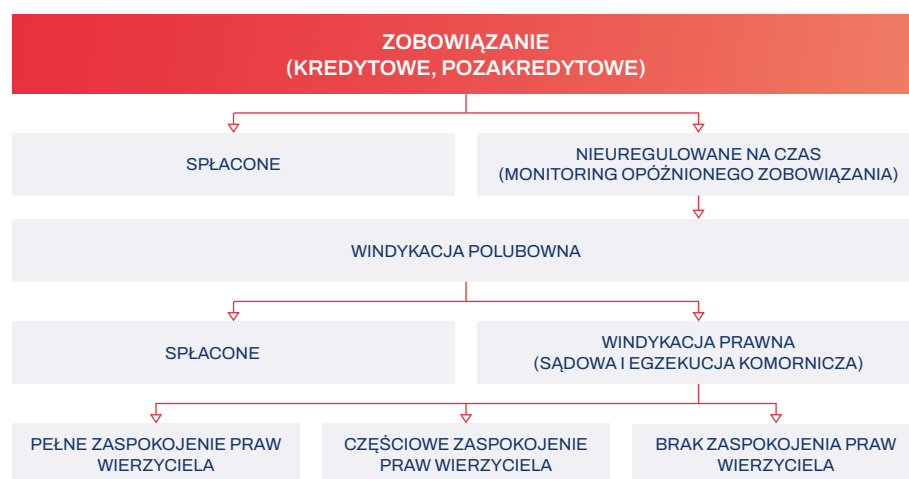 ZOBOWIĄZANIE
(KREDYTOWE, POZAKREDYTOWE)
SPŁACONE
NIEUREGULOWANE NA CZAS
(MONITORING OPÓŹNIONEGO ZOBOWIĄZANIA)
WINDYKACJA POLUBOWNA
SPŁACONE
WINDYKACJA PRAWNA
(SĄDOWA I EGZEKUCJA KOMORNICZA)
PEŁNE ZASPOKOJENIE PRAW
WIERZYCIELA
CZĘŚCIOWE ZASPOKOJENIE
PRAW WIERZYCIELA
BRAK ZASPOKOJENIA PRAW
WIERZYCIELA